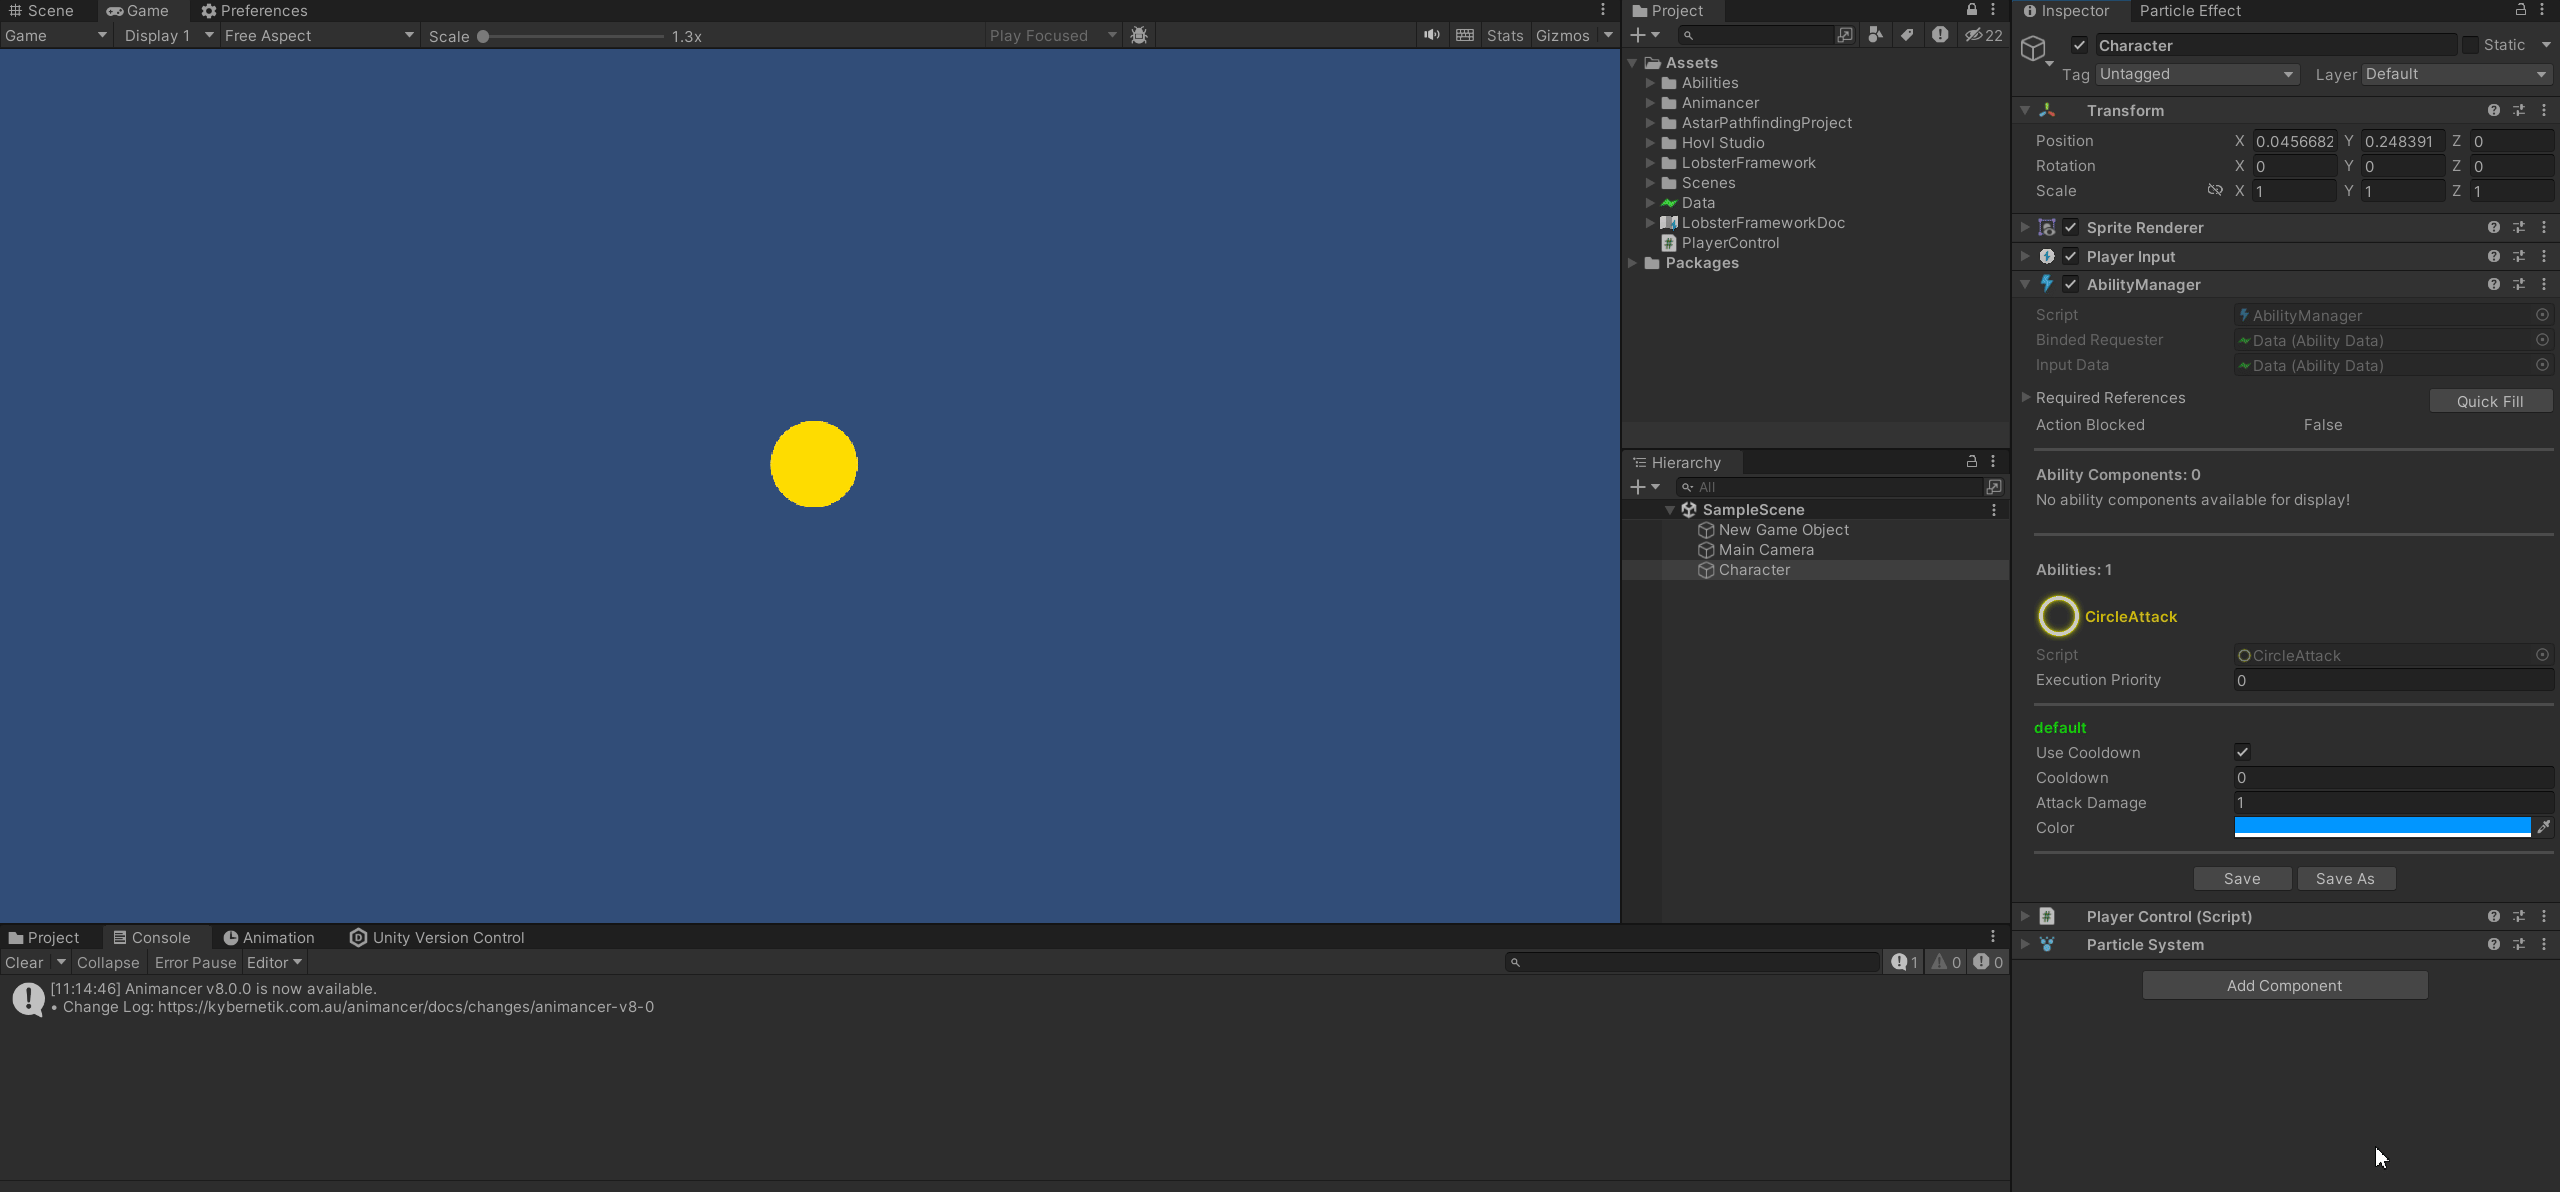 Scene Game Preferences
Game Display 1 Free Aspect Scale 1.3x Play Focused Stats Gizmos
Project
22
Assets
Abilities
Animancer
AstarPathfindingProject
Hovl Studio
LobsterFramework
Scenes
Data
LobsterFrameworkDoc
PlayerControl
Packages
Hierarchy
All
SampleScene
New Game Object
Main Camera
Character
Inspector Particle Effect
Character Static
Tag Untagged Layer Default
Transform
Position X 0.0456682 Y 0.248391 Z 0
Rotation X 0 Y 0 Z 0
Scale X 1 Y 1 Z 1
Sprite Renderer
Player Input
AbilityManager
Script AbilityManager
Binded Requester Data (Ability Data)
Input Data Data (Ability Data)
Required References Quick Fill
Action Blocked False
Ability Components: 0
No ability components available for display!
Abilities: 1
CircleAttack
Script CircleAttack
Execution Priority 0
default
Use Cooldown
Cooldown 0
Attack Damage 1
Color
Save Save As
Player Control (Script)
Particle System
Add Component
Project Console Animation Unity Version Control
Clear Collapse Error Pause Editor 1 0 0
[11:14:46] Animancer v8.0.0 is now available.
• Change Log: https://kybernetik.com.au/animancer/docs/changes/animancer-v8-0